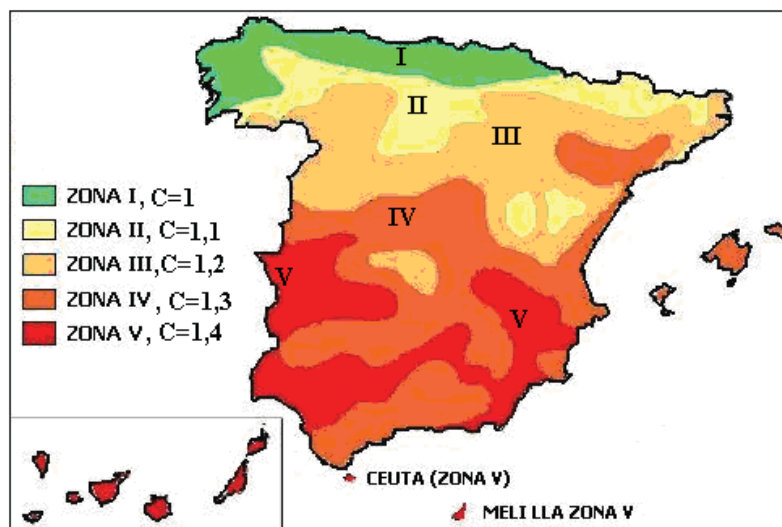 I
II
III
ZONA I, C=1
ZONA II, C=1,1
ZONA III, C=1,2
ZONA IV, C=1,3
ZONA V, C=1,4
IV
V
V
CEUTA (ZONA V)
MELI LLA ZONA V